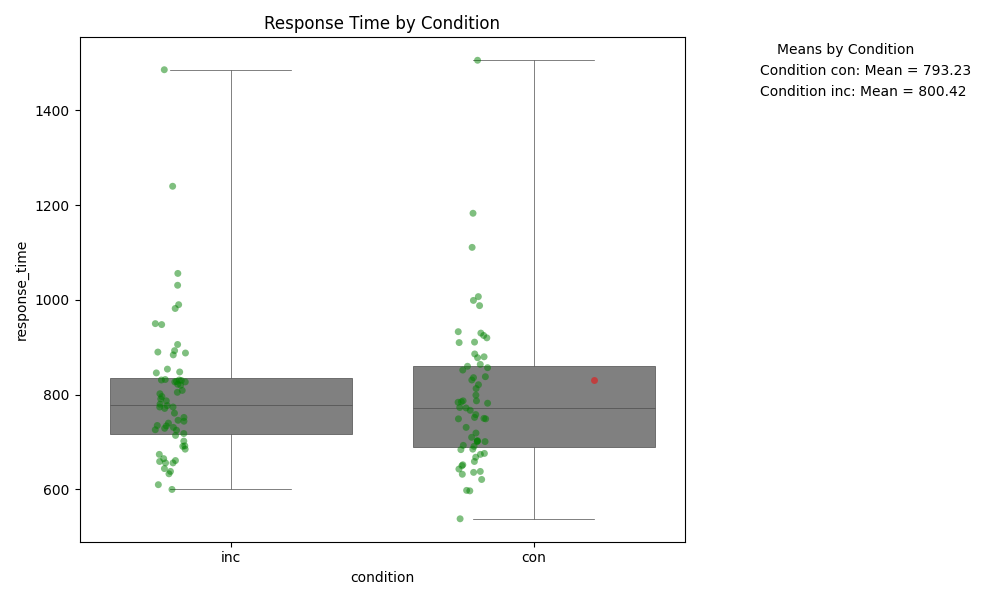 Response Time by Condition
Means by Condition
Condition con: Mean = 793.23
Condition inc: Mean = 800.42
response_time
1400
1200
1000
800
600
inc
con
condition